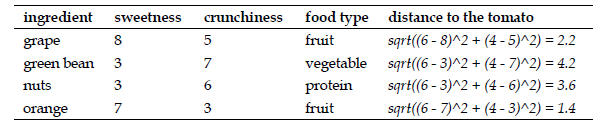 ingredient sweetness crunchiness food type distance to the tomato
grape 8 5 fruit sqrt((6 - 8)^2 + (4 - 5)^2) = 2.2
green bean 3 7 vegetable sqrt((6 - 3)^2 + (4 - 7)^2) = 4.2
nuts 3 6 protein sqrt((6 - 3)^2 + (4 - 6)^2) = 3.6
orange 7 3 fruit sqrt((6 - 7)^2 + (4 - 3)^2) = 1.4